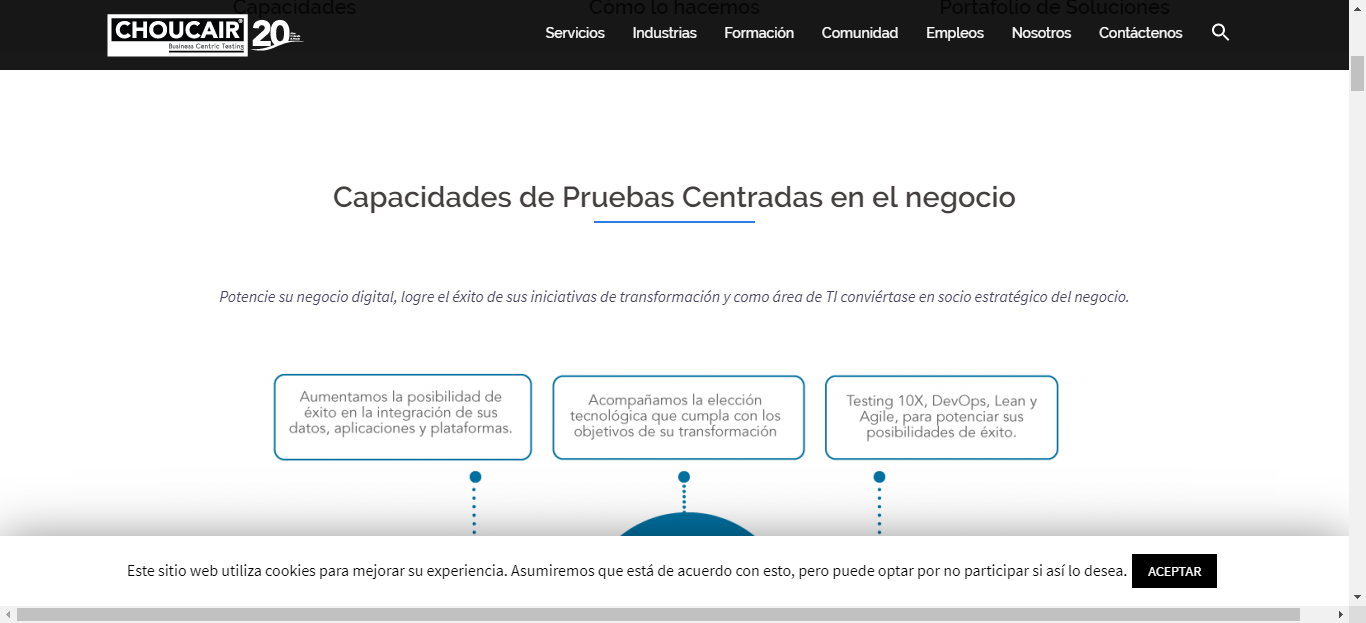 Capacidades
Cómo lo hacemos
Portafolio de Soluciones
CHOUCAIR
Business Centric Testing
20
Servicios
Industrias
Formación
Comunidad
Empleos
Nosotros
Contáctenos
Capacidades de Pruebas Centradas en el negocio
Potencie su negocio digital, logre el éxito de sus iniciativas de transformación y como área de TI conviértase en socio estratégico del negocio.
Aumentamos la posibilidad de
éxito en la integración de sus
datos, aplicaciones y plataformas.
Acompañamos la elección
tecnológica que cumpla con los
objetivos de su transformación
Testing 10X, DevOps, Lean y
Agile, para potenciar sus
posibilidades de éxito.
Este sitio web utiliza cookies para mejorar su experiencia. Asumiremos que está de acuerdo con esto, pero puede optar por no participar si así lo desea.
ACEPTAR